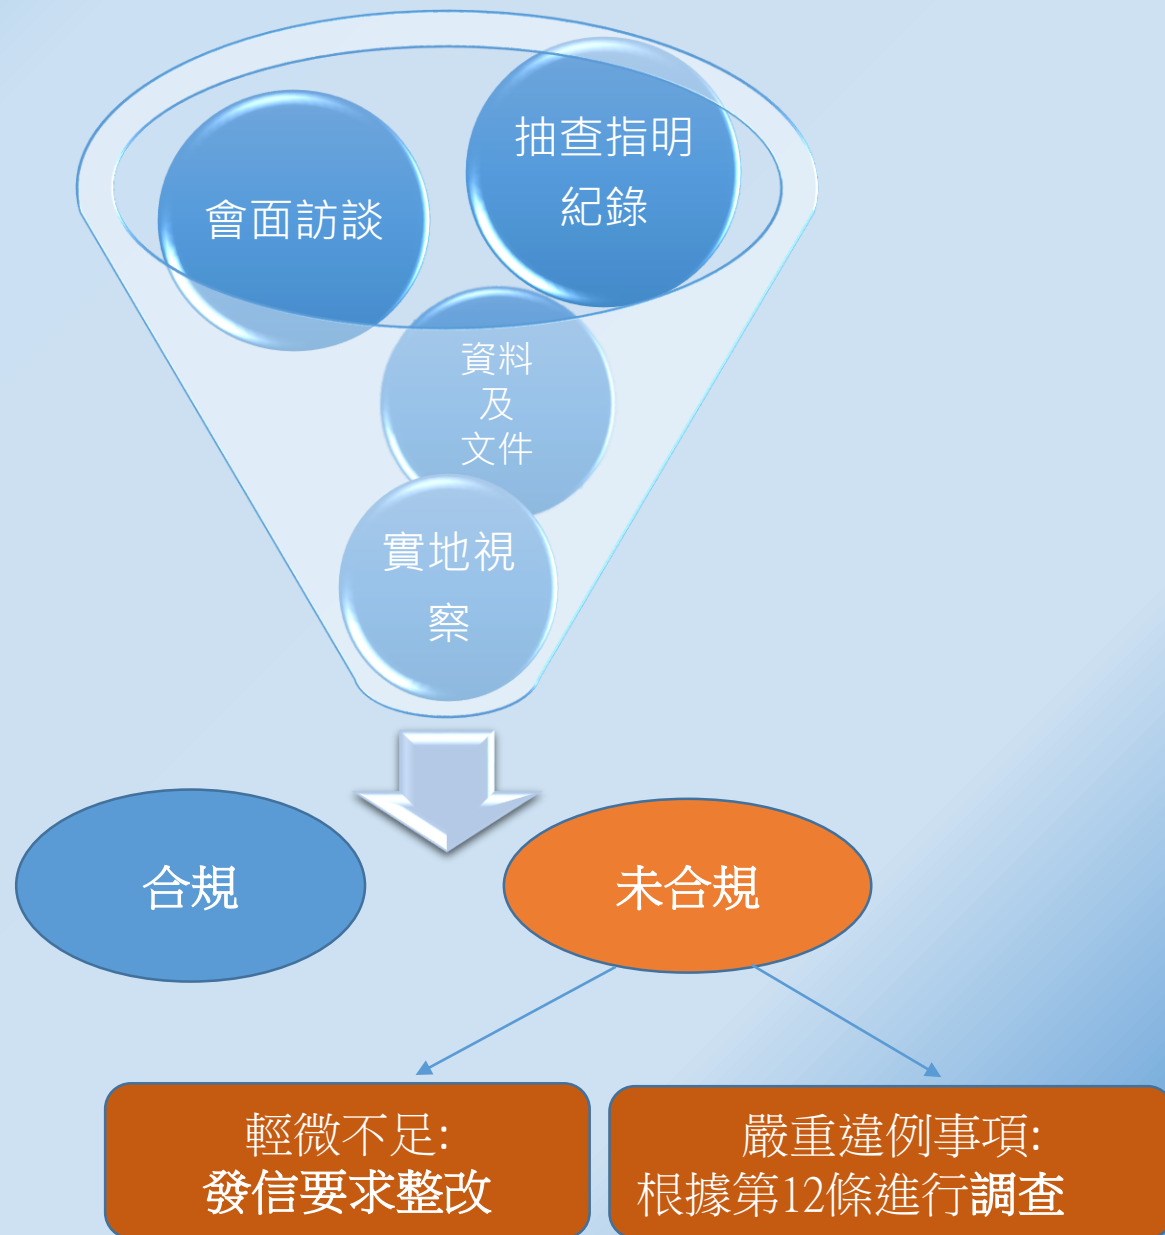 抽查指明
紀錄
會面訪談
資料
及
文件
實地視
察
合規
未合規
輕微不足:
發信要求整改
嚴重違例事項:
根據第12條進行調查